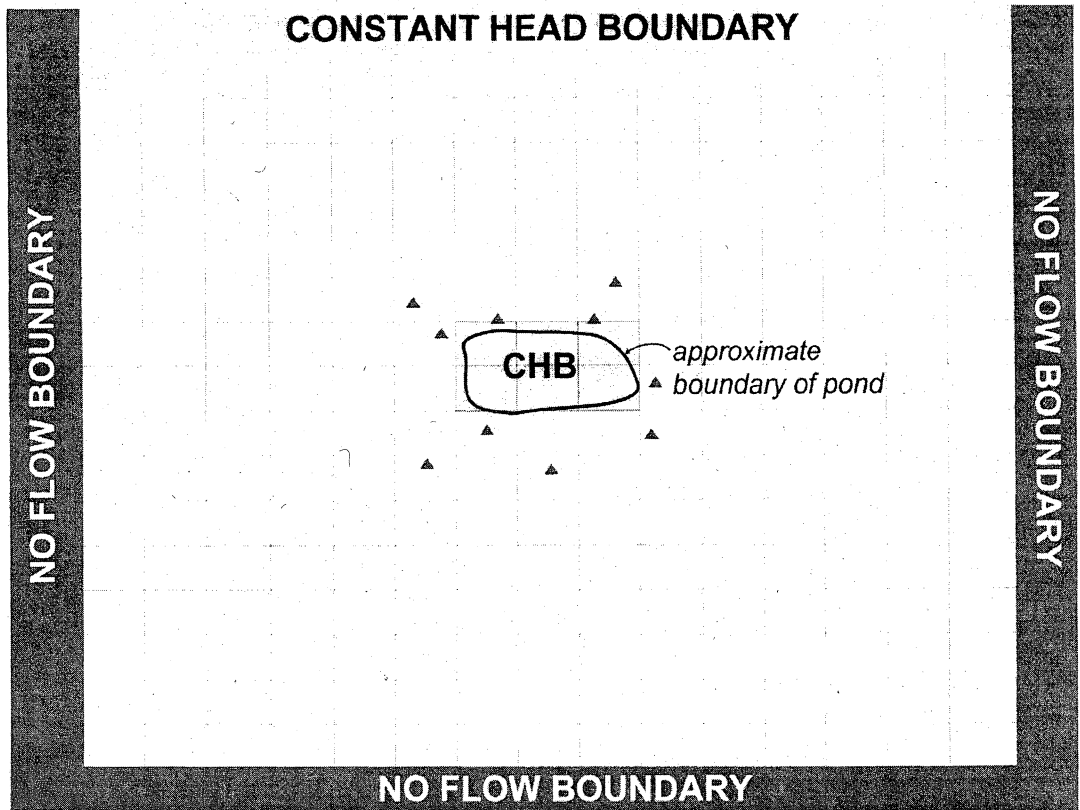 CONSTANT HEAD BOUNDARY
NO FLOW BOUNDARY
NO FLOW BOUNDARY
CHB
approximate
boundary of pond
NO FLOW BOUNDARY